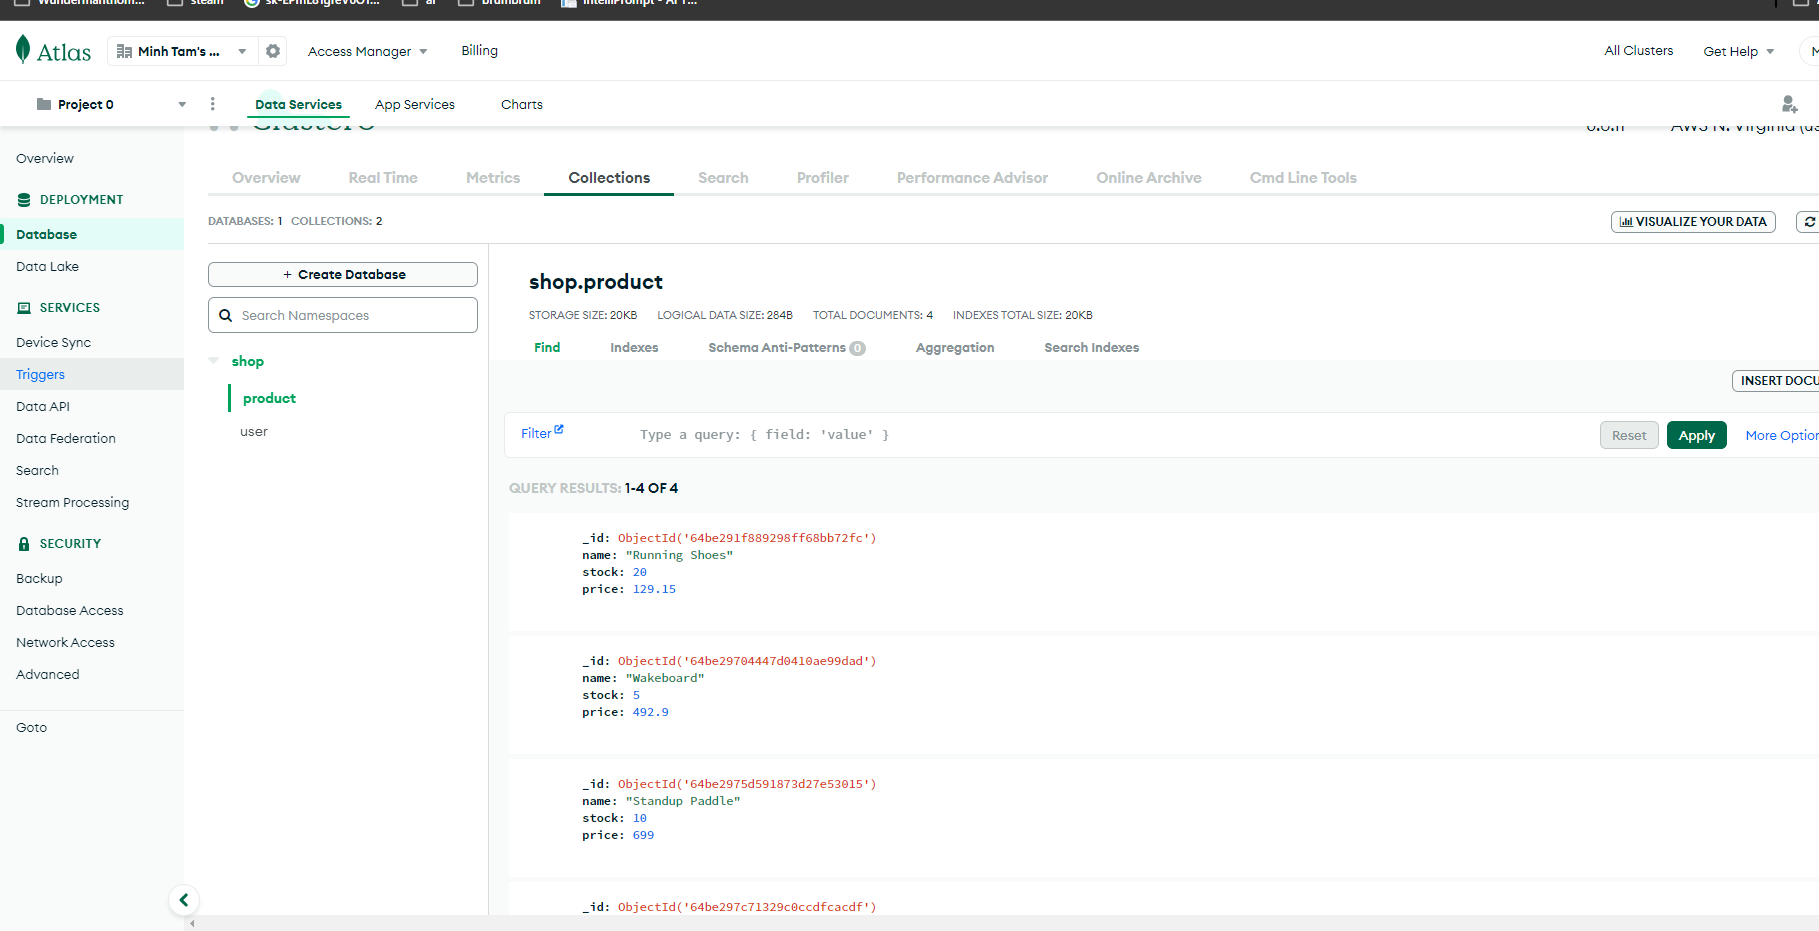 steam
Atlas
Minh Tam's ...
Access Manager
Billing
All Clusters
Get Help
Project 0
Data Services
App Services
Charts
Overview
DEPLOYMENT
Database
Data Lake
SERVICES
Device Sync
Triggers
Data API
Data Federation
Search
Stream Processing
SECURITY
Backup
Database Access
Network Access
Advanced
Goto
Overview Real Time Metrics Collections Search Profiler Performance Advisor Online Archive Cmd Line Tools
DATABASES: 1 COLLECTIONS: 2
VISUALIZE YOUR DATA
+ Create Database
Search Namespaces
shop
product
user
shop.product
STORAGE SIZE: 20KB LOGICAL DATA SIZE: 284B TOTAL DOCUMENTS: 4 INDEXES TOTAL SIZE: 20KB
Find Indexes Schema Anti-Patterns 0 Aggregation Search Indexes
INSERT DOCU
Filter
Type a query: { field: 'value' }
Reset
Apply
More Option
QUERY RESULTS: 1-4 OF 4
_id: ObjectId('64be291f889298ff68bb72fc')
name: "Running Shoes"
stock: 20
price: 129.15
_id: ObjectId('64be29704447d0410ae99dad')
name: "Wakeboard"
stock: 5
price: 492.9
_id: ObjectId('64be2975d591873d27e53015')
name: "Standup Paddle"
stock: 10
price: 699
_id: ObjectId('64be297c71329c0ccdfcacdf')